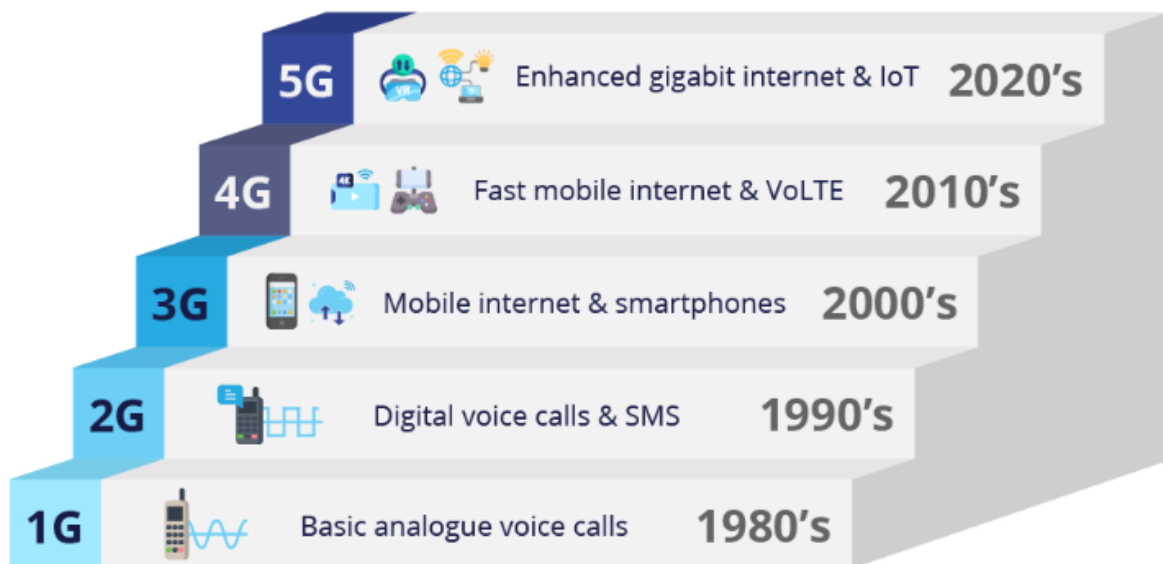 5G Enhanced gigabit internet & IoT 2020's
4G 4K Fast mobile internet & VoLTE 2010's
3G Mobile internet & smartphones 2000's
2G Digital voice calls & SMS 1990's
1G Basic analogue voice calls 1980's